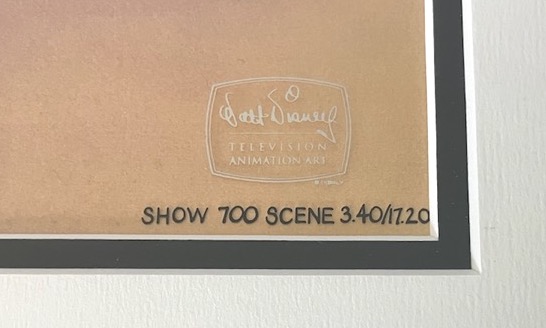 Walt Disney
TELEVISION
ANIMATION ART
SHOW 700 SCENE 3.40/17.20